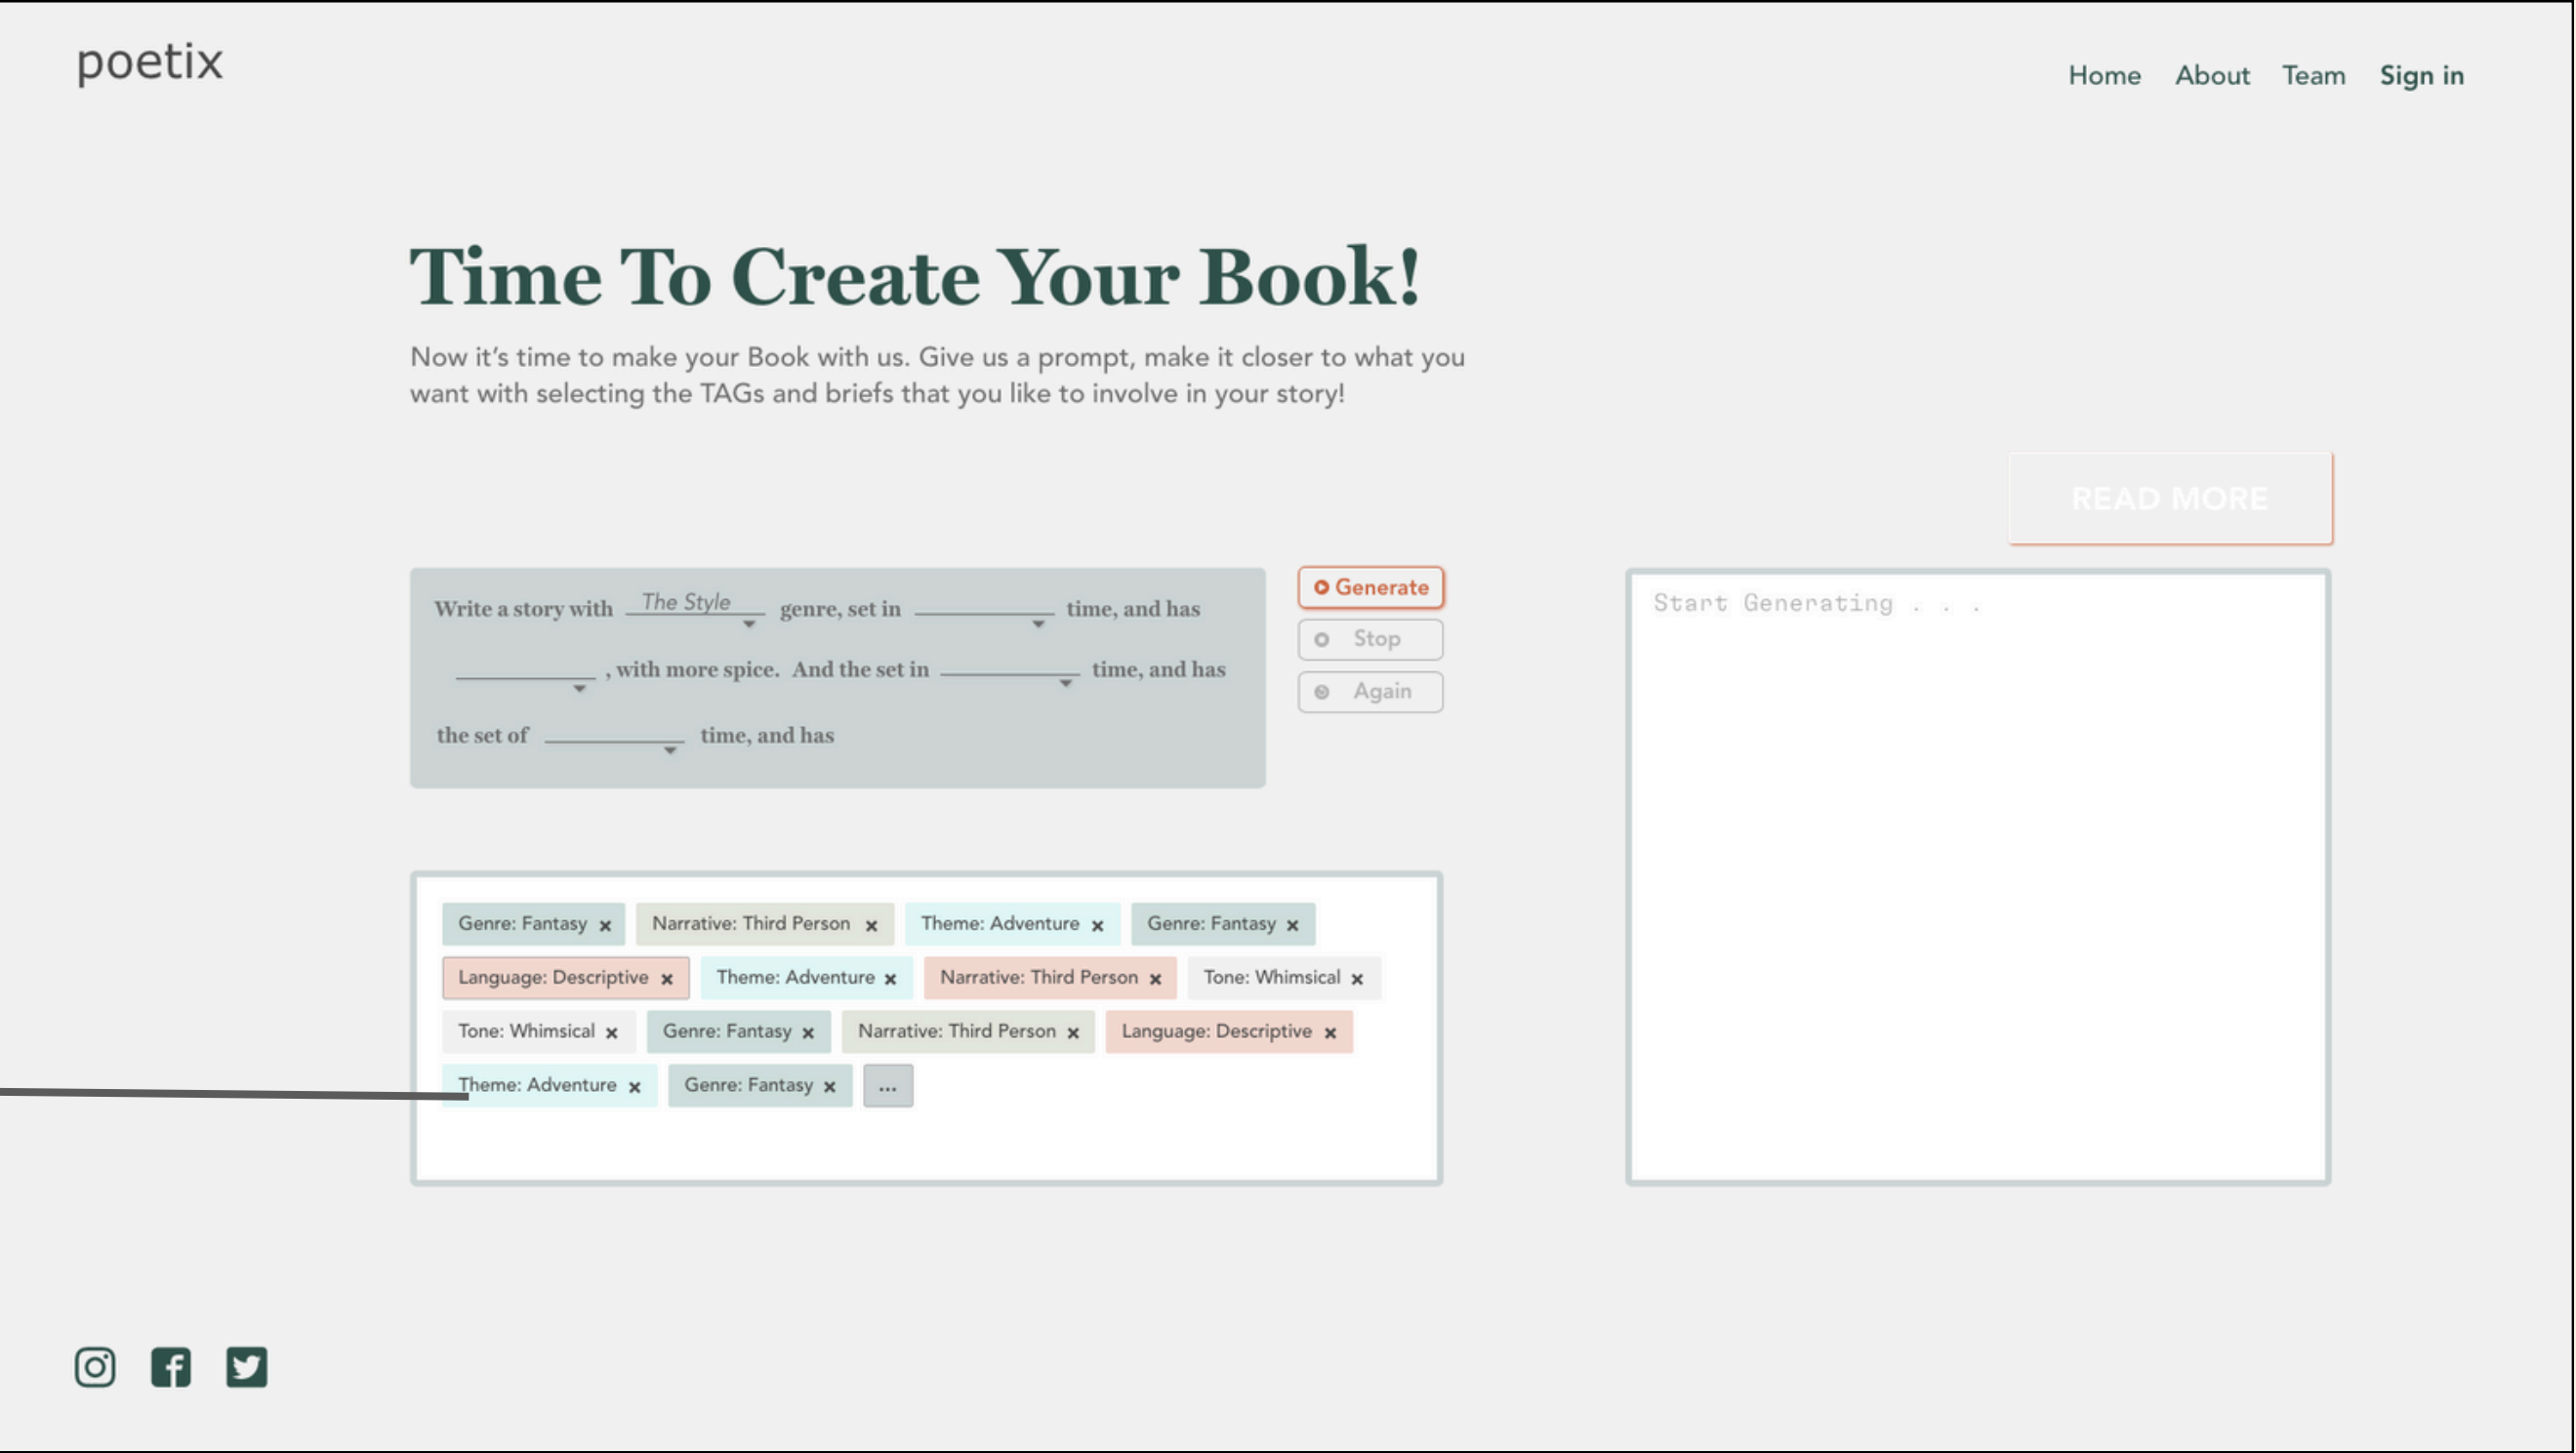 poetix
Home About Team Sign in
Time To Create Your Book!
Now it's time to make your Book with us. Give us a prompt, make it closer to what you
want with selecting the TAGs and briefs that you like to involve in your story!
READ MORE
Write a story with The Style genre, set in ____ time, and has
____ , with more spice. And the set in ____ time, and has
the set of ____ time, and has
Generate
Stop
Again
Start Generating . . .
Genre: Fantasy × Narrative: Third Person × Theme: Adventure × Genre: Fantasy ×
Language: Descriptive × Theme: Adventure × Narrative: Third Person × Tone: Whimsical ×
Tone: Whimsical × Genre: Fantasy × Narrative: Third Person × Language: Descriptive ×
Theme: Adventure × Genre: Fantasy × ...